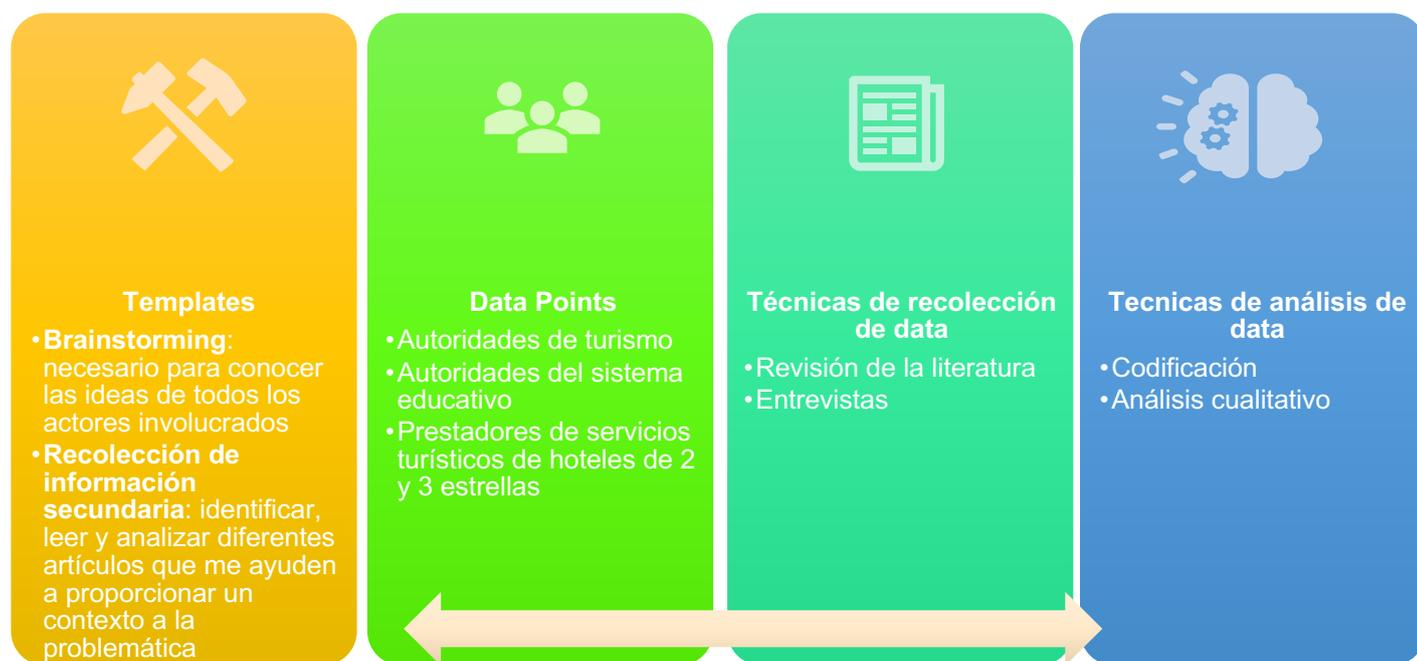 Templates
•Brainstorming:
necesario para conocer
las ideas de todos los
actores involucrados
•Recolección de
información
secundaria: identificar,
leer y analizar diferentes
artículos que me ayuden
a proporcionar un
contexto a la
problemática
Data Points
•Autoridades de turismo
•Autoridades del sistema
educativo
•Prestadores de servicios
turísticos de hoteles de 2
y 3 estrellas
Técnicas de recolección
de data
•Revisión de la literatura
•Entrevistas
Tecnicas de análisis de
data
•Codificación
•Análisis cualitativo